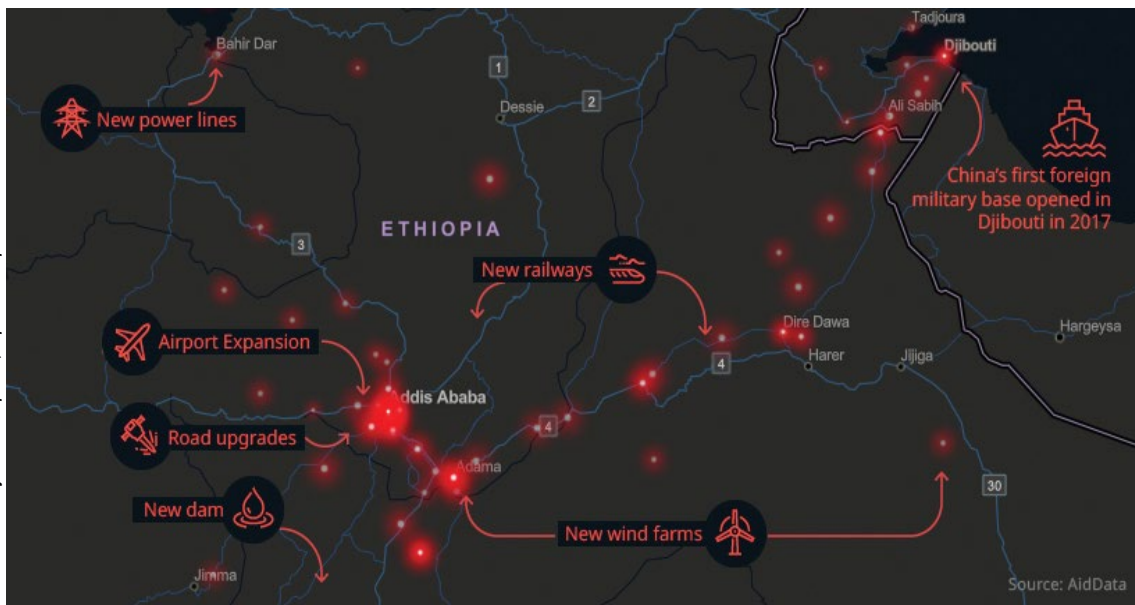 Tadjoura
Bahir Dar
Djibouti
1
2
Dessie
Ali Sabih
New power lines
China's first foreign
military base opened in
Djibouti in 2017
ETHIOPIA
3
New railways
Airport Expansion
Dire Dawa
Hargeysa
Harer
Jijiga
4
Addis Ababa
Road upgrades
4
Adama
30
New dam
New wind farms
Jimma
Source: AidData